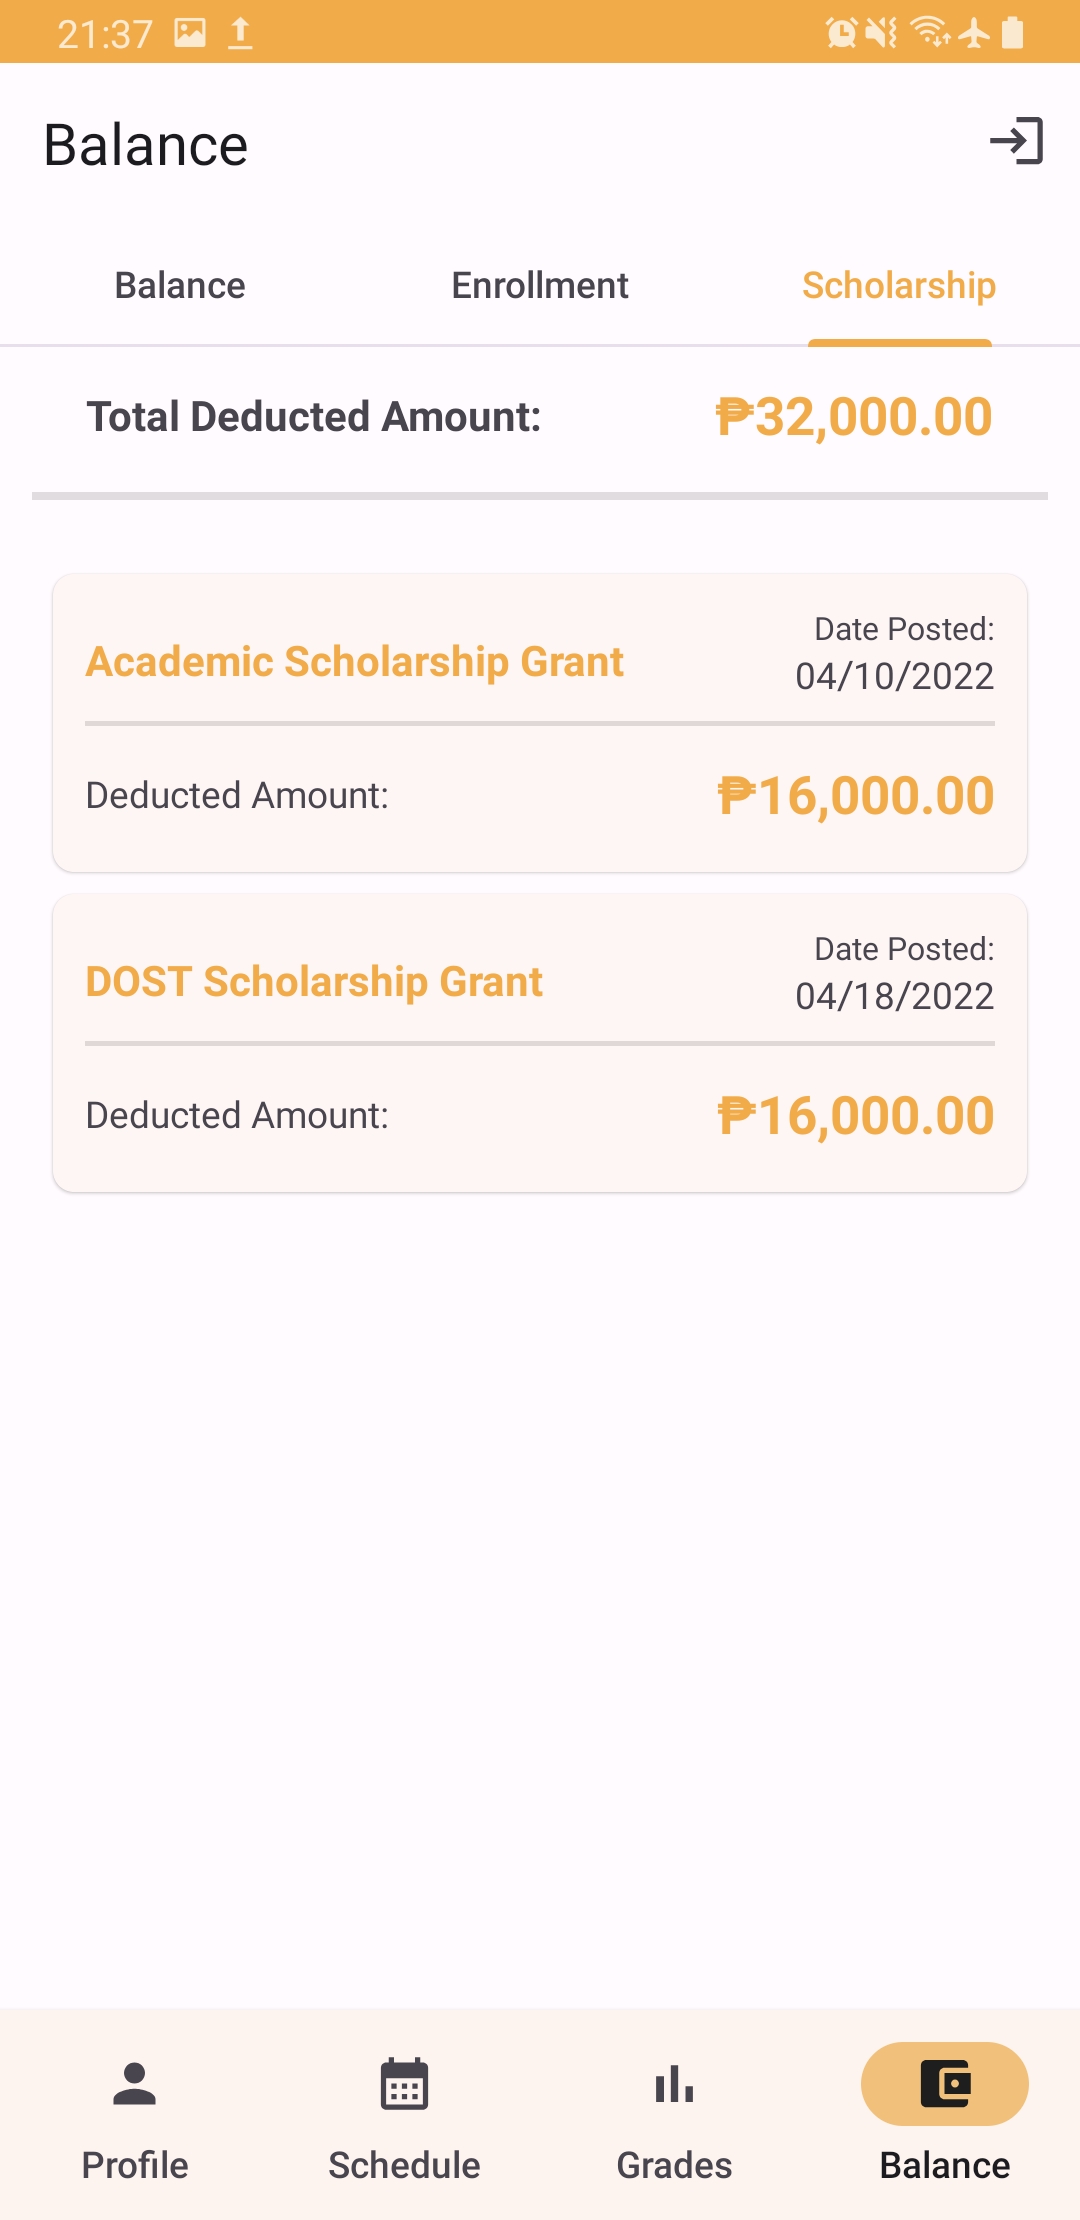 21:37
Balance
Balance Enrollment Scholarship
Total Deducted Amount: ₱32,000.00
Academic Scholarship Grant
Date Posted:
04/10/2022
Deducted Amount: ₱16,000.00
DOST Scholarship Grant
Date Posted:
04/18/2022
Deducted Amount: ₱16,000.00
Profile Schedule Grades Balance